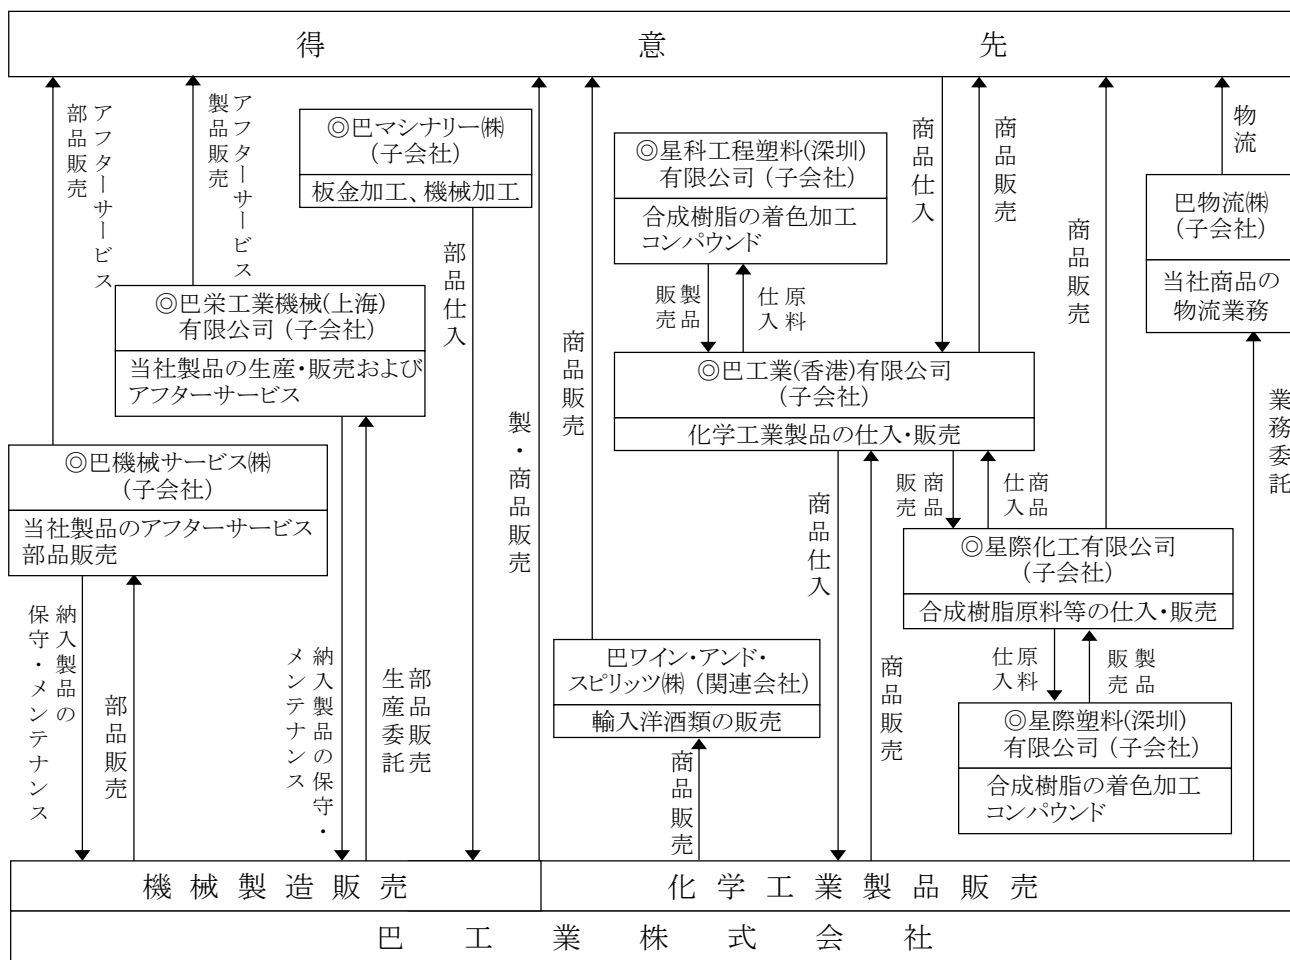 得意先
アフターサービス
部品販売
アフターサービス
製品販売
◎巴マシナリー㈱
(子会社)
板金加工、機械加工
部品仕入
◎巴栄工業機械(上海)
有限公司 (子会社)
当社製品の生産・販売および
アフターサービス
◎巴機械サービス㈱
(子会社)
当社製品のアフターサービス
部品販売
納入製品の
保守・メンテナンス
部品販売
納入製品の保守・
メンテナンス
部品販売
生産委託
製・商品販売
商品販売
◎星科工程塑料(深圳)
有限公司 (子会社)
合成樹脂の着色加工
コンパウンド
製品
販売
原料
仕入
商品仕入
商品販売
◎巴工業(香港)有限公司
(子会社)
化学工業製品の仕入・販売
商品販売
物流
巴物流㈱
(子会社)
当社商品の
物流業務
業務委託
商品仕入
商品販売
商品
販売
商品
仕入
◎星際化工有限公司
(子会社)
合成樹脂原料等の仕入・販売
原料
仕入
製品
販売
◎星際塑料(深圳)
有限公司 (子会社)
合成樹脂の着色加工
コンパウンド
巴ワイン・アンド・
スピリッツ㈱ (関連会社)
輸入洋酒類の販売
商品販売
機械製造販売
化学工業製品販売
巴工業株式会社